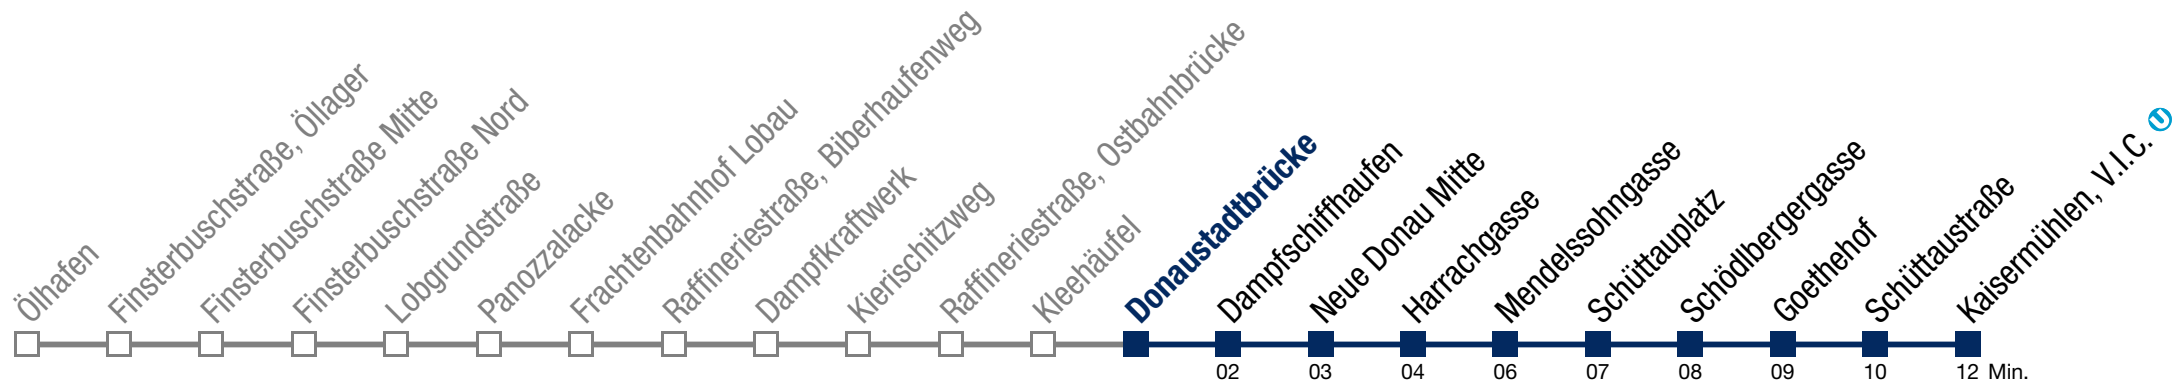 Ölhafen
Finsterbuschstraße, Öllager
Finsterbuschstraße Mitte
Finsterbuschstraße Nord
Lobgrundstraße
Panozzalacke
Frachtenbahnhof Lobau
Raffineriestraße, Biberhaufenweg
Dampfkraftwerk
Kierischitzweg
Raffineriestraße, Ostbahnbrücke
Kleehäufel
Donaustadtbrücke
Dampfschiffhaufen
Neue Donau Mitte
Harrachgasse
Mendelssohngasse
Schüttauplatz
Schödlbergergasse
Goethehof
Schüttaustraße
Kaisermühlen, V.I.C. U
02 03 04 06 07 08 09 10 12 Min.